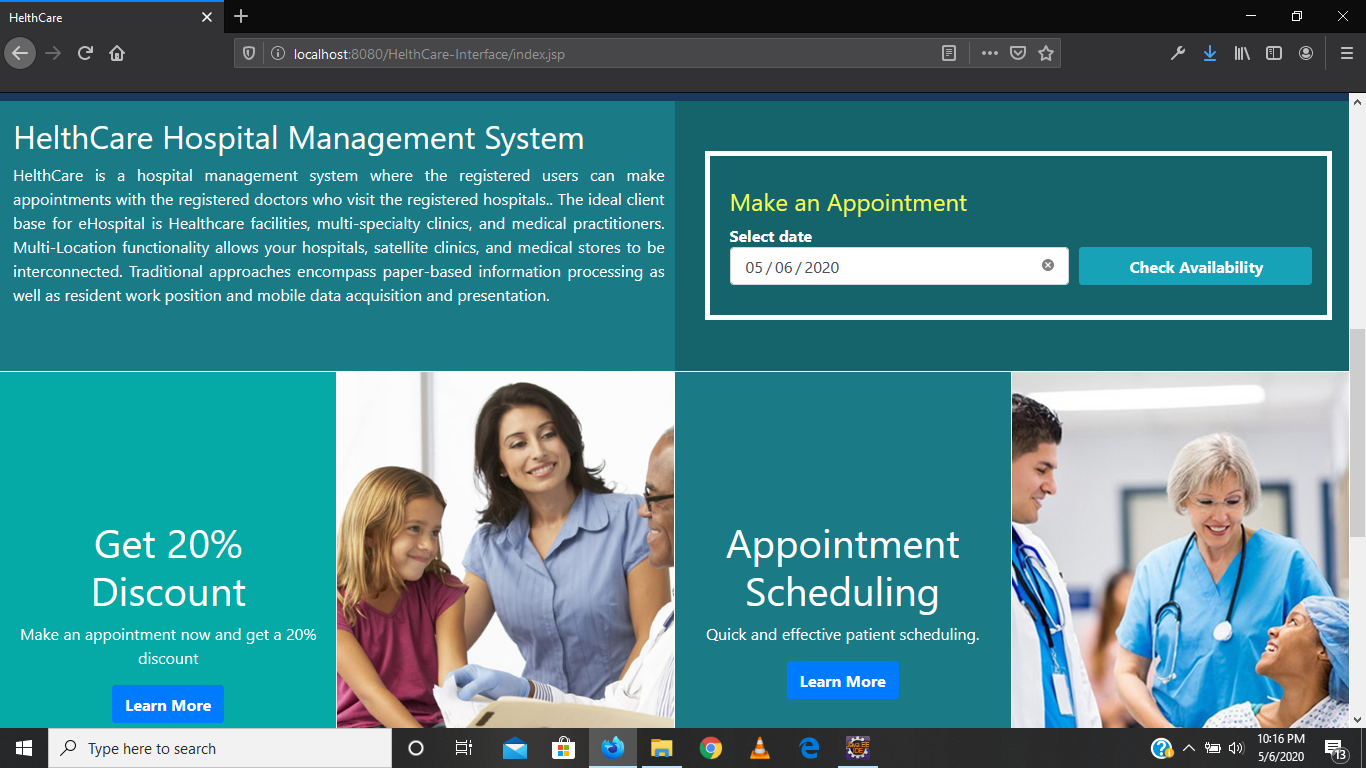 HelthCare
localhost:8080/HelthCare-Interface/index.jsp
HelthCare Hospital Management System
HelthCare is a hospital management system where the registered users can make
appointments with the registered doctors who visit the registered hospitals.. The ideal client
base for eHospital is Healthcare facilities, multi-specialty clinics, and medical practitioners.
Multi-Location functionality allows your hospitals, satellite clinics, and medical stores to be
interconnected. Traditional approaches encompass paper-based information processing as
well as resident work position and mobile data acquisition and presentation.
Make an Appointment
Select date
05 / 06 / 2020
Check Availability
Get 20%
Discount
Make an appointment now and get a 20%
discount
Learn More
Appointment
Scheduling
Quick and effective patient scheduling.
Learn More
Type here to search
10:16 PM
5/6/2020
13